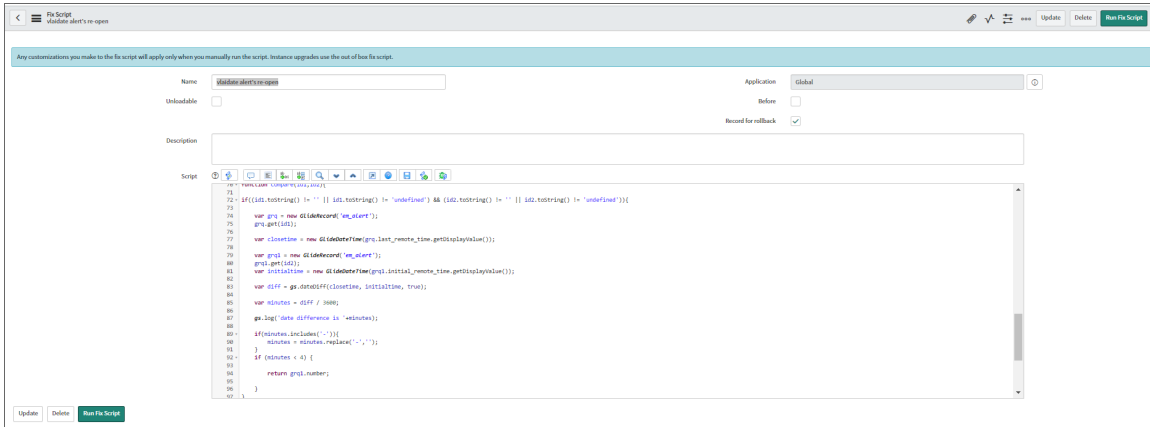 Fix Script
vlaidate alert's re-open
Update
Delete
Run Fix Script
Any customizations you make to the fix script will apply only when you manually run the script. Instance upgrades use the out of box fix script.
Name
vlaidate alert's re-open
Application
Global
Unloadable
Before
Record for rollback
Description
Script
70 function compare(id1,id2){
71
72 if((id1.toString() != '' || id1.toString() != 'undefined') && (id2.toString() != '' || id2.toString() != 'undefined')){
73
74 var grq = new GlideRecord('em_alert');
75 grq.get(id1);
76
77 var closetime = new GlideDateTime(grq.last_remote_time.getDisplayValue());
78
79 var grq1 = new GlideRecord('em_alert');
80 grq1.get(id2);
81 var initialtime = new GlideDateTime(grq1.initial_remote_time.getDisplayValue());
82
83 var diff = gs.dateDiff(closetime, initialtime, true);
84
85 var minutes = diff / 3600;
86
87 gs.log('date difference is '+minutes);
88
89 if(minutes.includes('-')){
90 minutes = minutes.replace('-','');
91 }
92 if (minutes < 4) {
93
94 return grq1.number;
95
96 }
97 }
Update
Delete
Run Fix Script